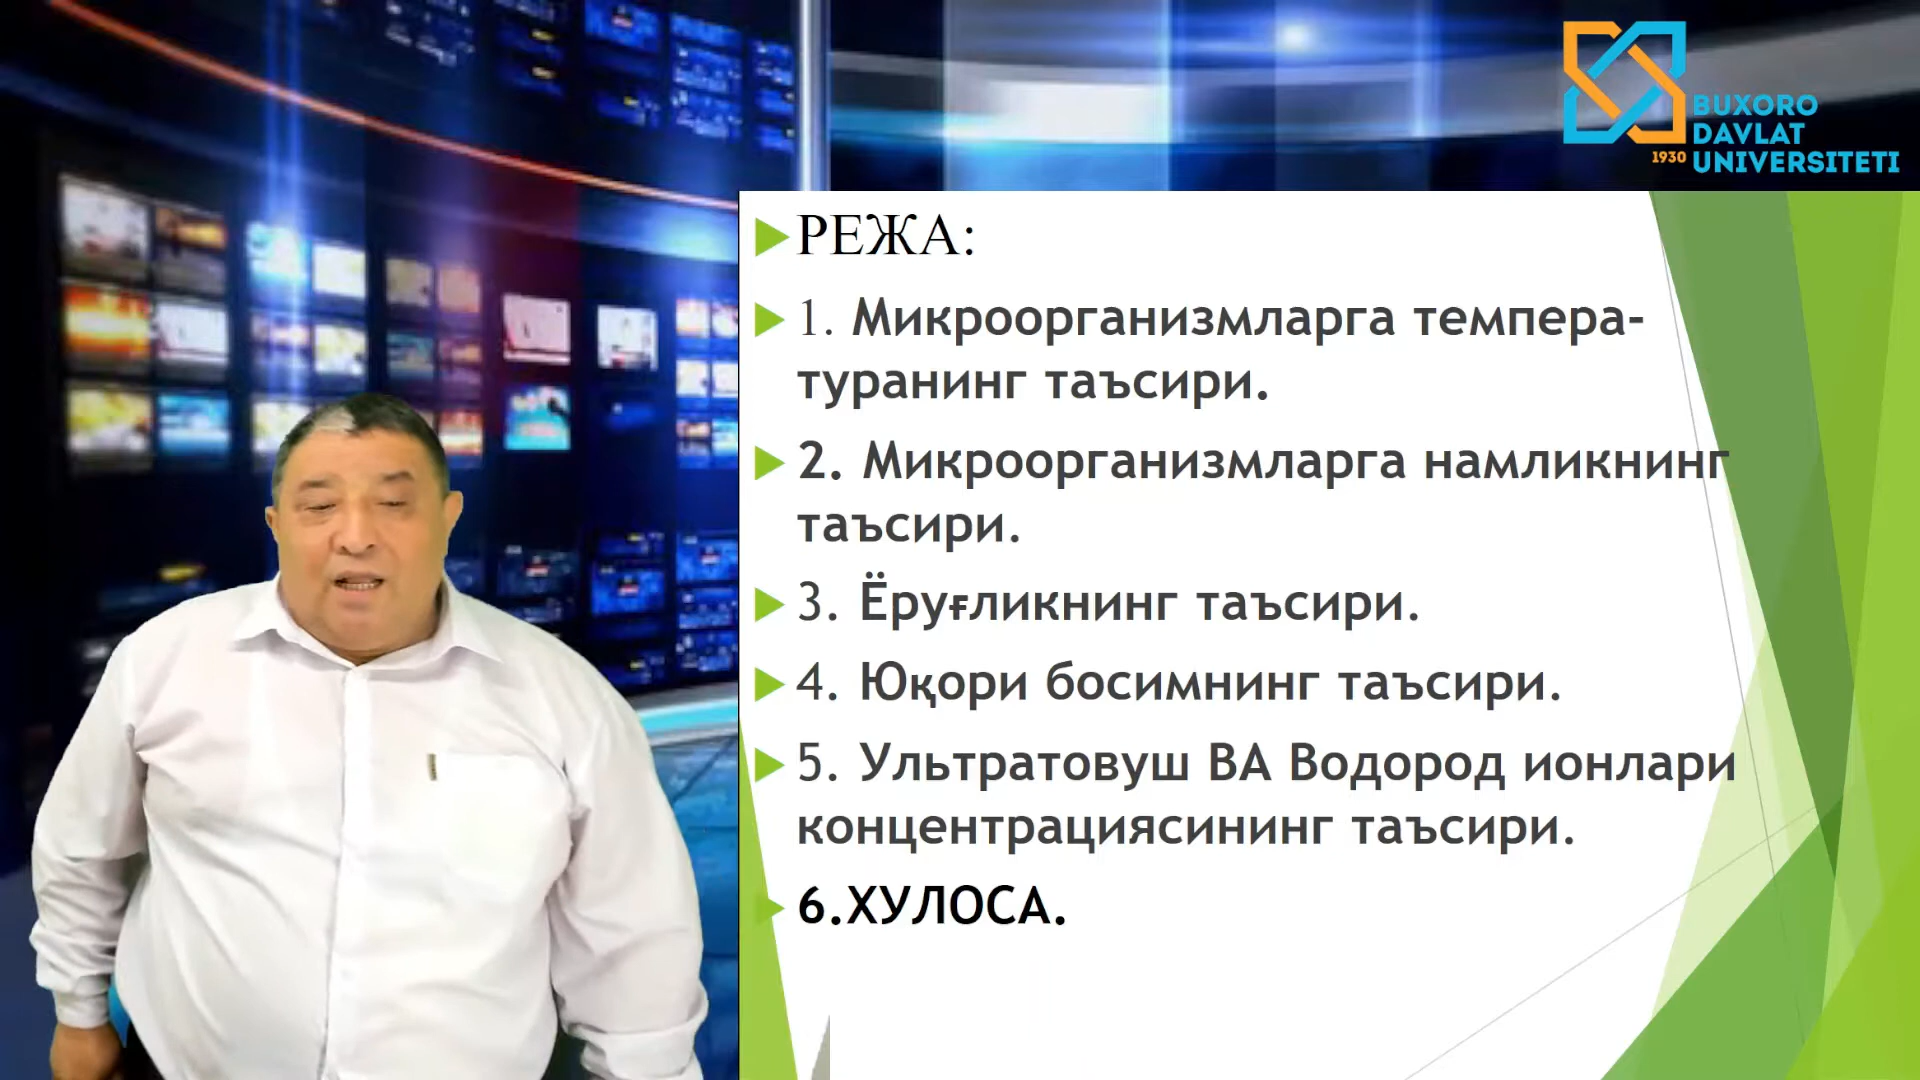 BUXORO
DAVLAT
1930 UNIVERSITETI
РЕЖА:
1. Микроорганизмларга темпера-
туранинг таъсири.
2. Микроорганизмларга намликнинг
таъсири.
3. Ёруғликнинг таъсири.
4. Юқори босимнинг таъсири.
5. Ультратовуш ВА Водород ионлари
концентрациясининг таъсири.
6.ХУЛОСА.